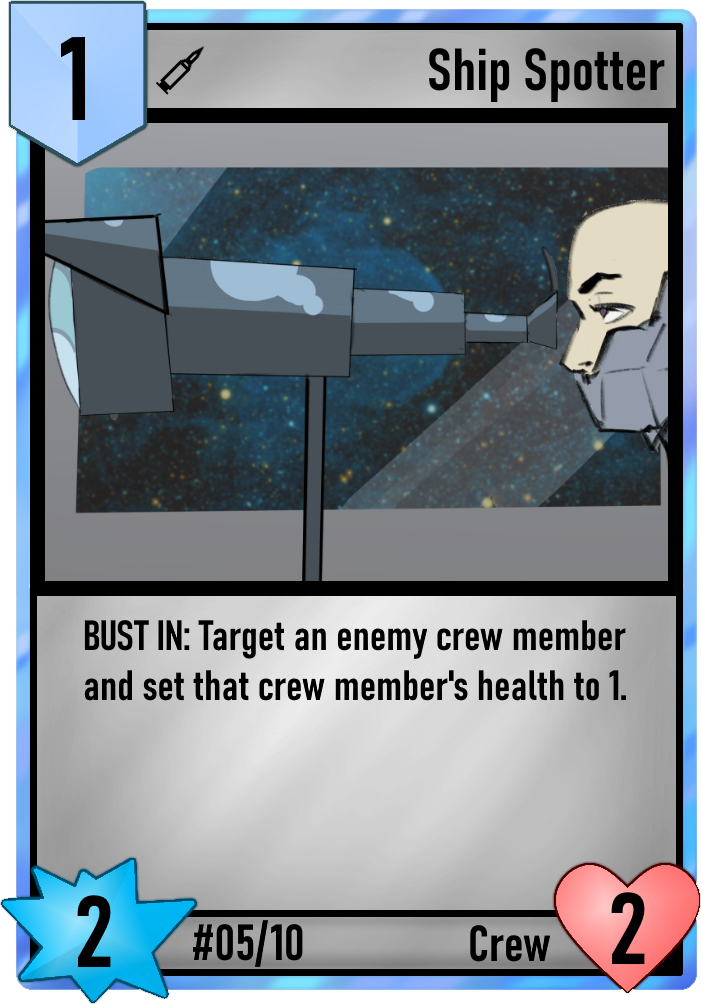 1
Ship Spotter
BUST IN: Target an enemy crew member
and set that crew member's health to 1.
2
#05/10
Crew
2